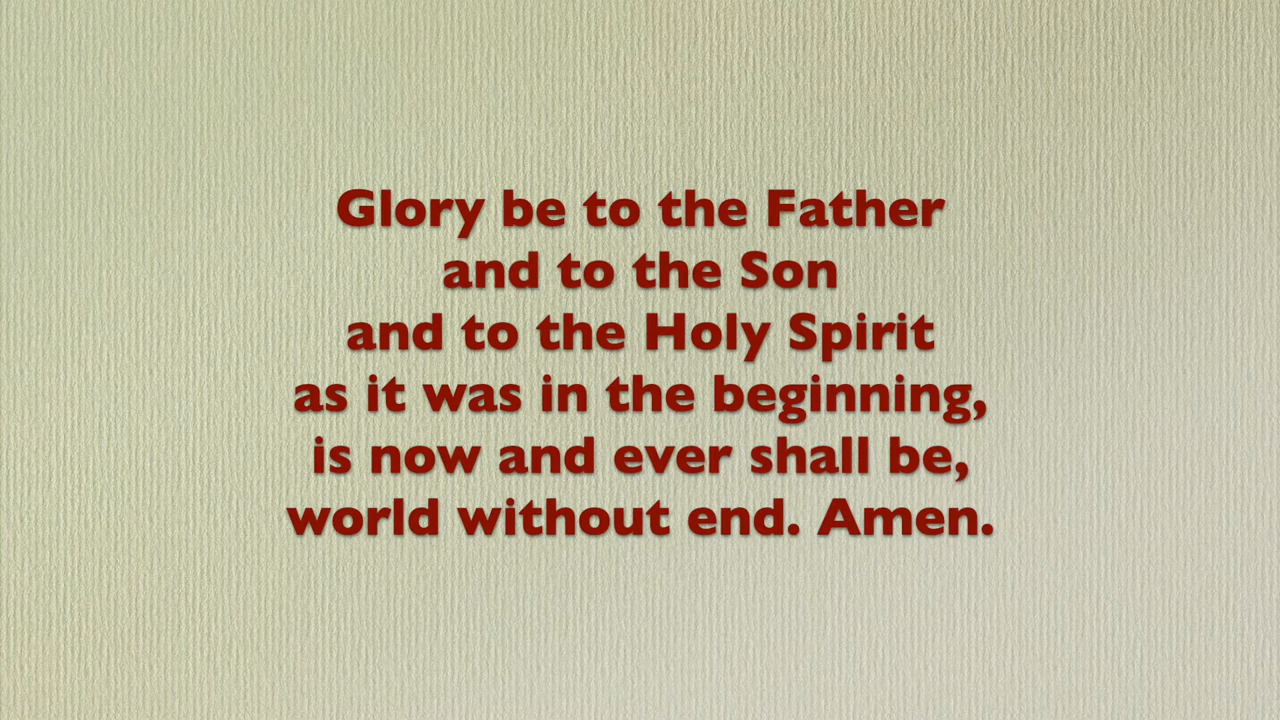 Glory be to the Father
and to the Son
and to the Holy Spirit
as it was in the beginning,
is now and ever shall be,
world without end. Amen.